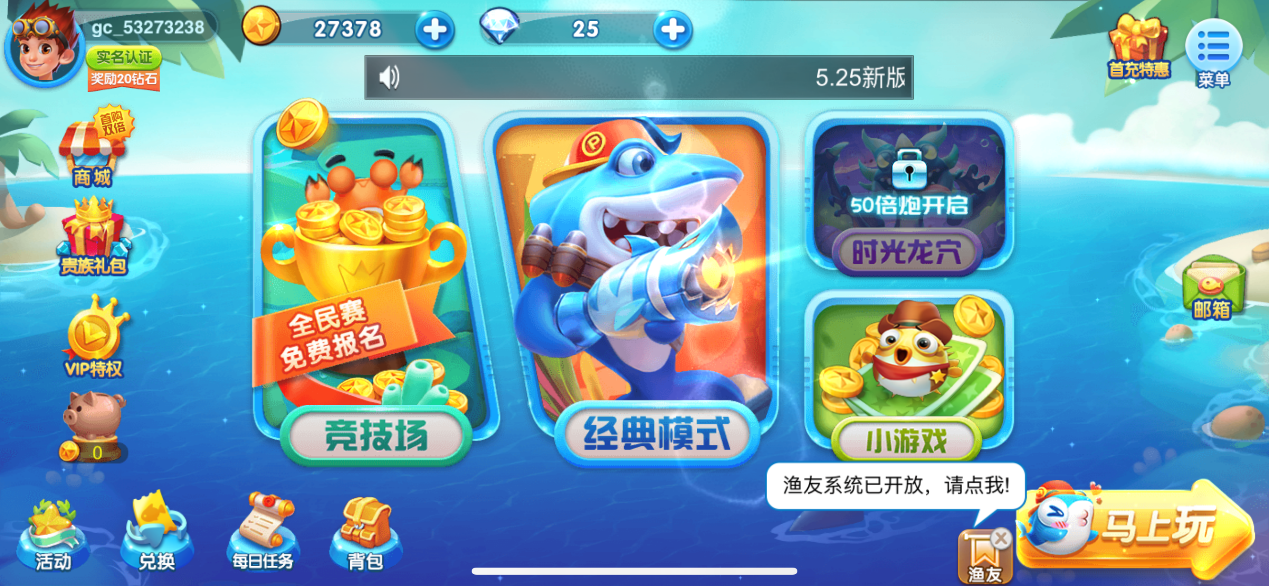 gc_53273238
27378
25
实名认证
奖励20钻石
首充特惠
菜单
5.25新版
首购
双倍
商城
50倍炮开启
时光龙穴
贵族礼包
邮箱
全民赛
免费报名
VIP特权
竞技场
经典模式
小游戏
0
渔友系统已开放，请点我!
马上玩
活动
兑换
每日任务
背包
渔友